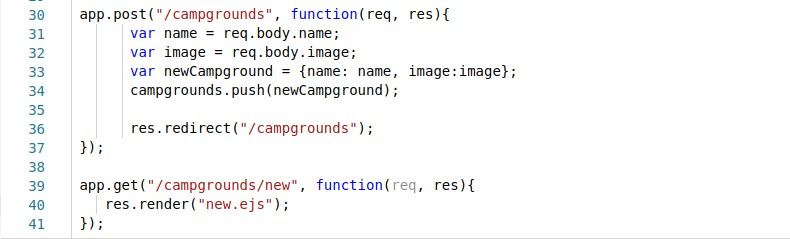 30 app.post("/campgrounds", function(req, res){
31 var name = req.body.name;
32 var image = req.body.image;
33 var newCampground = {name: name, image:image};
34 campgrounds.push(newCampground);
35
36 res.redirect("/campgrounds");
37 });
38
39 app.get("/campgrounds/new", function(req, res){
40 res.render("new.ejs");
41 });